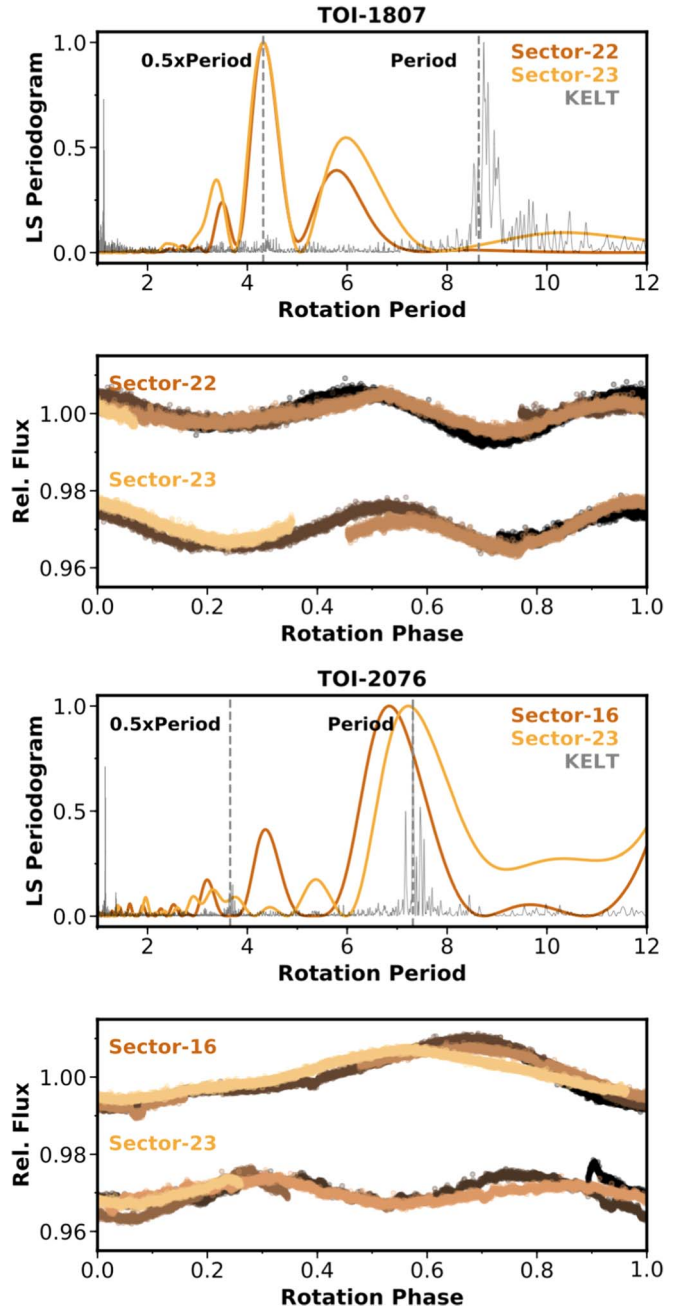 TOI-1807
0.5xPeriod Period Sector-22
Sector-23
KELT
LS Periodogram
1.0
0.5
0.0
2 4 6 8 10 12
Rotation Period
Sector-22
Sector-23
Rel. Flux
1.00
0.98
0.96
0.0 0.2 0.4 0.6 0.8 1.0
Rotation Phase
TOI-2076
0.5xPeriod Period Sector-16
Sector-23
KELT
LS Periodogram
1.0
0.5
0.0
2 4 6 8 10 12
Rotation Period
Sector-16
Sector-23
Rel. Flux
1.00
0.98
0.96
0.0 0.2 0.4 0.6 0.8 1.0
Rotation Phase